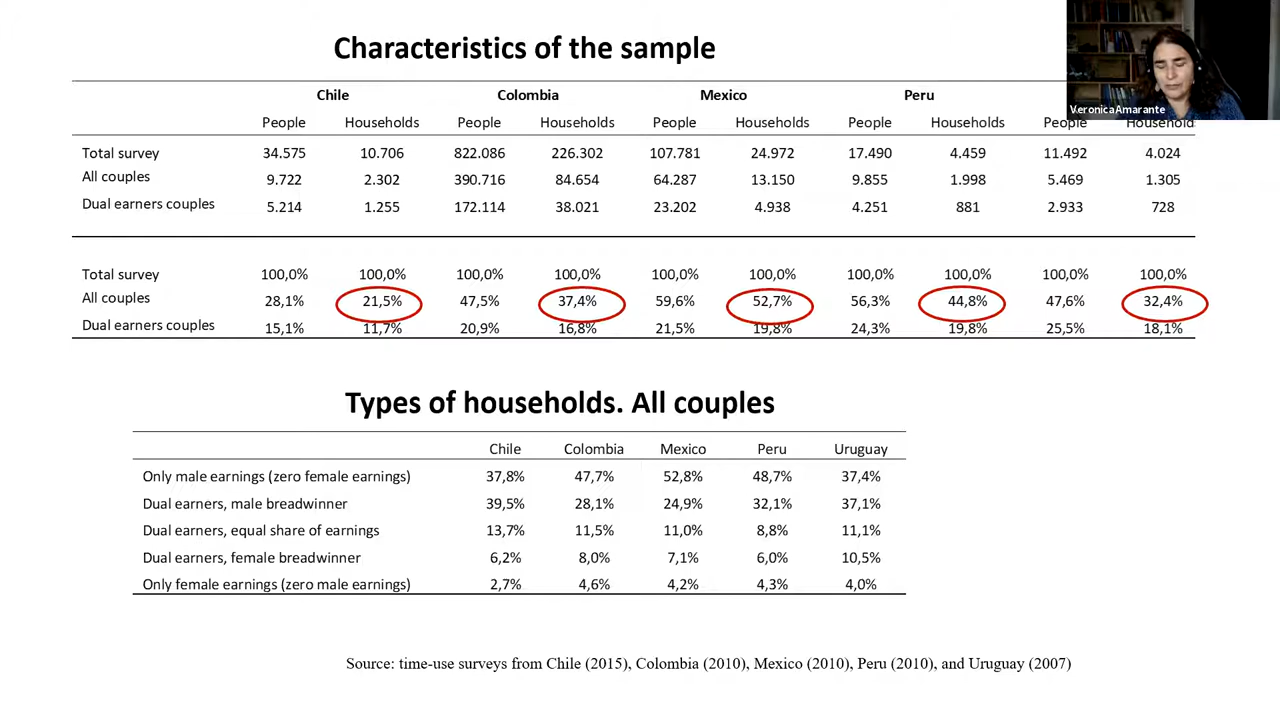 Characteristics of the sample
Veronica Amarante
Chile Colombia Mexico Peru
People Households People Households People Households People Households People Household
Total survey 34.575 10.706 822.086 226.302 107.781 24.972 17.490 4.459 11.492 4.024
All couples 9.722 2.302 390.716 84.654 64.287 13.150 9.855 1.998 5.469 1.305
Dual earners couples 5.214 1.255 172.114 38.021 23.202 4.938 4.251 881 2.933 728
Total survey 100,0% 100,0% 100,0% 100,0% 100,0% 100,0% 100,0% 100,0% 100,0% 100,0%
All couples 28,1% 21,5% 47,5% 37,4% 59,6% 52,7% 56,3% 44,8% 47,6% 32,4%
Dual earners couples 15,1% 11,7% 20,9% 16,8% 21,5% 19,8% 24,3% 19,8% 25,5% 18,1%
Types of households. All couples
Chile Colombia Mexico Peru Uruguay
Only male earnings (zero female earnings) 37,8% 47,7% 52,8% 48,7% 37,4%
Dual earners, male breadwinner 39,5% 28,1% 24,9% 32,1% 37,1%
Dual earners, equal share of earnings 13,7% 11,5% 11,0% 8,8% 11,1%
Dual earners, female breadwinner 6,2% 8,0% 7,1% 6,0% 10,5%
Only female earnings (zero male earnings) 2,7% 4,6% 4,2% 4,3% 4,0%
Source: time-use surveys from Chile (2015), Colombia (2010), Mexico (2010), Peru (2010), and Uruguay (2007)